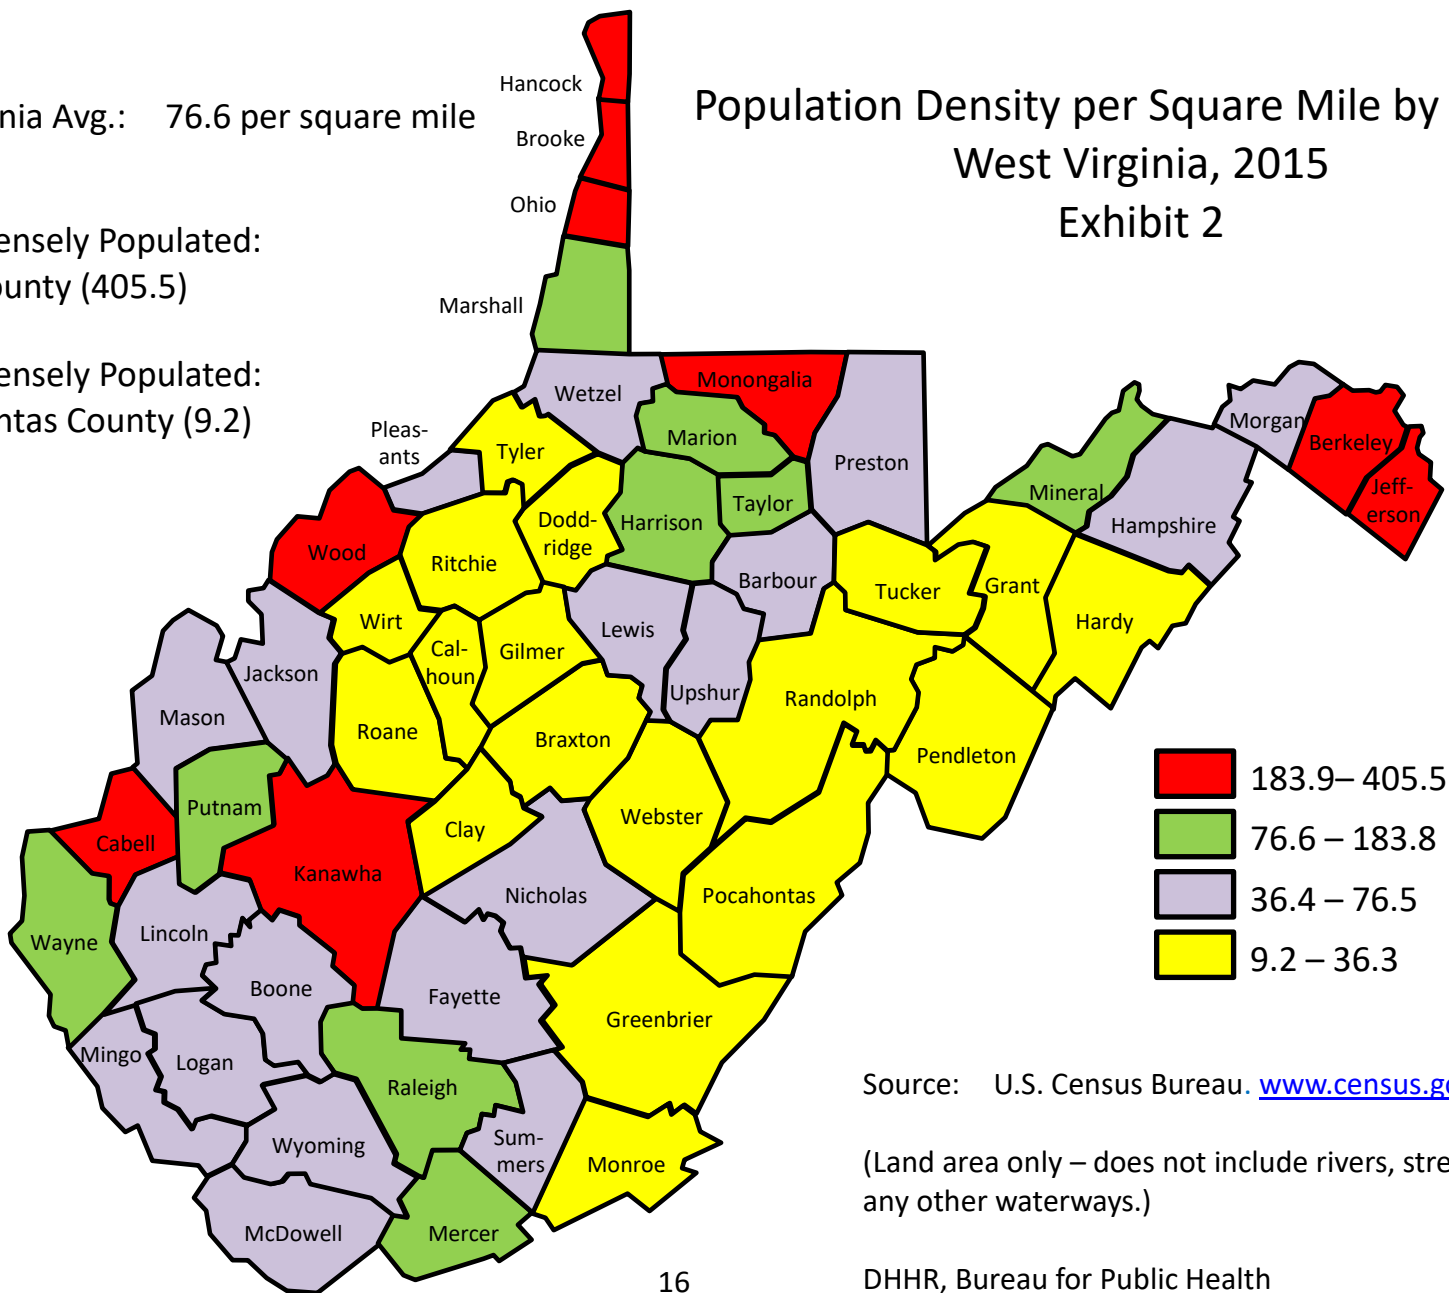 nia Avg.: 76.6 per square mile
ensely Populated:
ounty (405.5)
ensely Populated:
ntas County (9.2)
Population Density per Square Mile by
West Virginia, 2015
Exhibit 2
Hancock
Brooke
Ohio
Marshall
Wetzel
Monongalia
Marion
Preston
Pleas-
ants
Tyler
Taylor
Harrison
Dodd-
ridge
Wood
Ritchie
Barbour
Tucker
Grant
Mineral
Hampshire
Morgan
Berkeley
Jeff-
erson
Hardy
Wirt
Cal-
houn
Gilmer
Lewis
Upshur
Randolph
Pendleton
Jackson
Mason
Roane
Braxton
Webster
Putnam
Cabell
Kanawha
Clay
Nicholas
Pocahontas
Wayne
Lincoln
Boone
Fayette
Greenbrier
Mingo
Logan
Raleigh
Wyoming
Sum-
mers
Monroe
McDowell
Mercer
183.9– 405.5
76.6 – 183.8
36.4 – 76.5
9.2 – 36.3
Source: U.S. Census Bureau. www.census.g
(Land area only – does not include rivers, stre
any other waterways.)
16
DHHR, Bureau for Public Health